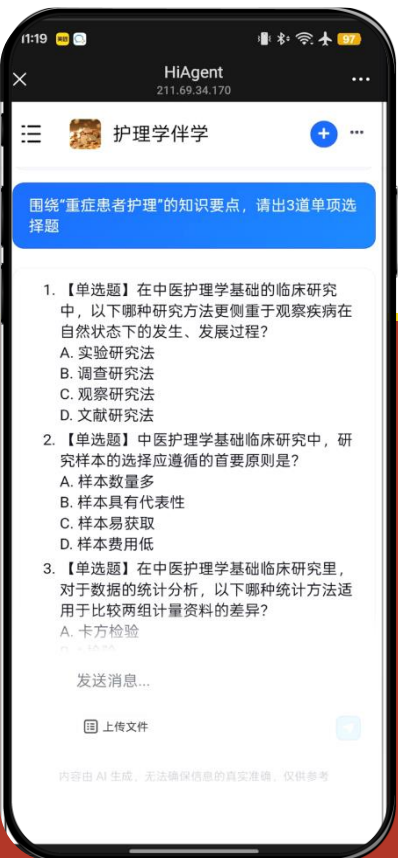 11:19
97
HiAgent
211.69.34.170
护理学伴学
围绕“重症患者护理”的知识要点，请出3道单项选
择题
1. 【单选题】在中医护理学基础的临床研究
中，以下哪种研究方法更侧重于观察疾病在
自然状态下的发生、发展过程？
A. 实验研究法
B. 调查研究法
C. 观察研究法
D. 文献研究法
2. 【单选题】中医护理学基础临床研究中，研
究样本的选择应遵循的首要原则是？
A. 样本数量多
B. 样本具有代表性
C. 样本易获取
D. 样本费用低
3. 【单选题】在中医护理学基础临床研究里，
对于数据的统计分析，以下哪种统计方法适
用于比较两组计量资料的差异？
A. 卡方检验
发送消息...
上传文件
内容由 AI 生成，无法确保信息的真实准确，仅供参考